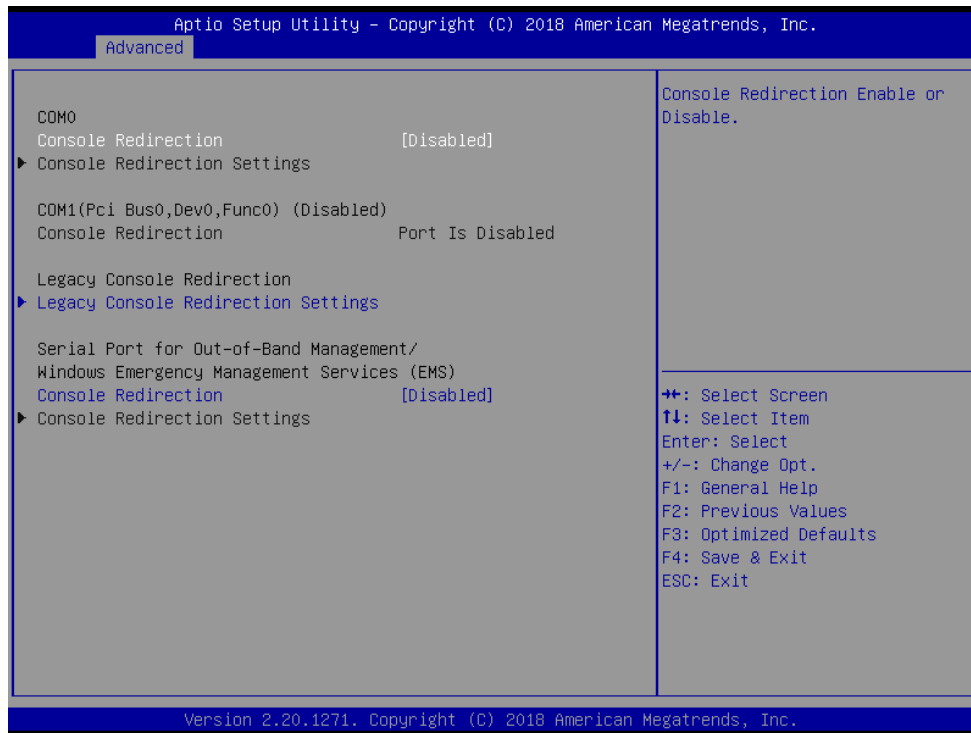 Aptio Setup Utility – Copyright (C) 2018 American Megatrends, Inc.
Advanced
COM0
Console Redirection [Disabled]
▶ Console Redirection Settings
COM1(Pci Bus0,Dev0,Func0) (Disabled)
Console Redirection Port Is Disabled
Legacy Console Redirection
▶ Legacy Console Redirection Settings
Serial Port for Out-of-Band Management/
Windows Emergency Management Services (EMS)
Console Redirection [Disabled]
▶ Console Redirection Settings
Console Redirection Enable or
Disable.
→←: Select Screen
↑↓: Select Item
Enter: Select
+/-: Change Opt.
F1: General Help
F2: Previous Values
F3: Optimized Defaults
F4: Save & Exit
ESC: Exit
Version 2.20.1271. Copyright (C) 2018 American Megatrends, Inc.